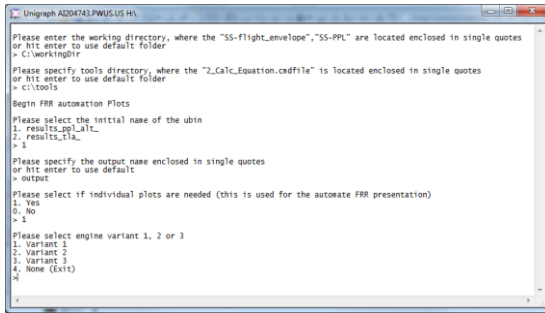 Unigraph AI204743.PWUS.US H:\.
Please enter the working directory, where the "SS-flight_envelope","SS-PPL" are located enclosed in single quotes
or hit enter to use default folder
> C:\workingDir
Please specify tools directory, where the "2_Calc_Equation.cmdfile" is located enclosed in single quotes
or hit enter to use default folder
> c:\tools
Begin FRR automation Plots
Please select the initial name of the ubin
1. results_ppl_alt_
2. results_tla_
> 1
Please specify the output name enclosed in single quotes
or hit enter to use default
> output
Please select if individual plots are needed (this is used for the automate FRR presentation)
1. Yes
0. No
> 1
Please select engine variant 1, 2 or 3
1. Variant 1
2. Variant 2
3. Variant 3
4. None (Exit)
>